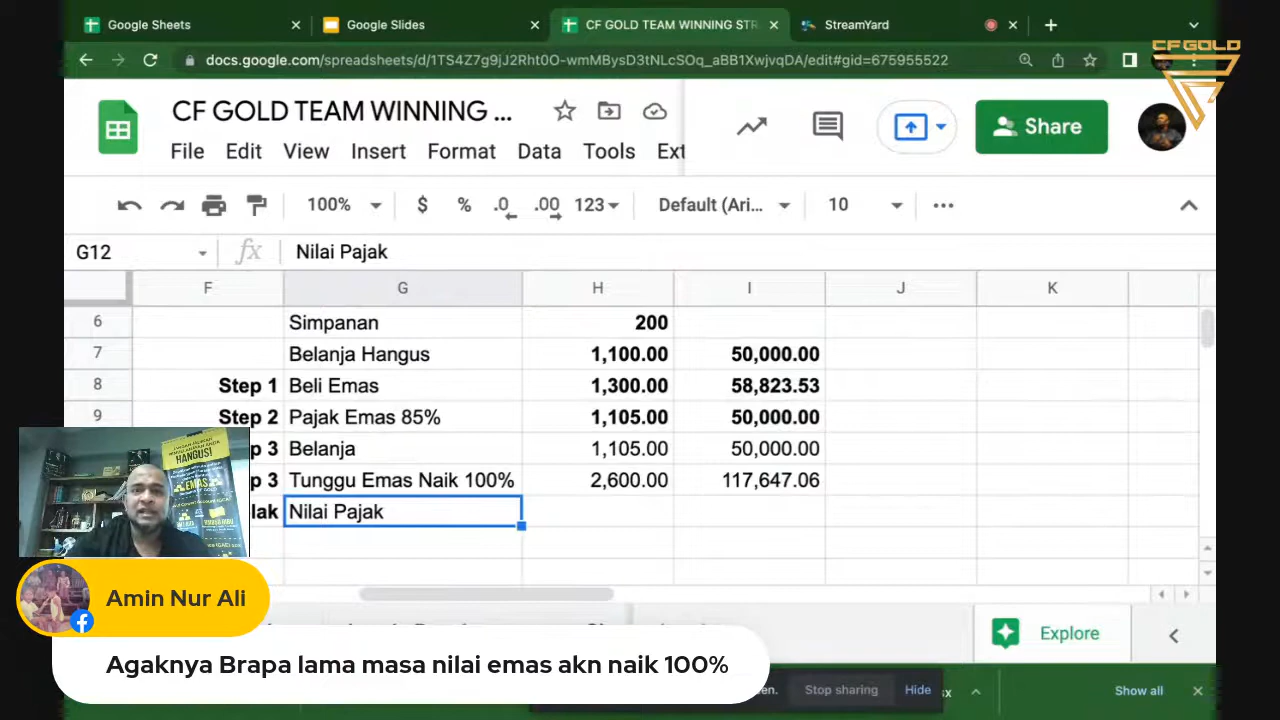 Google Sheets
Google Slides
CF GOLD TEAM WINNING STR
StreamYard
docs.google.com/spreadsheets/d/1TS4Z7g9jJ2Rht0O-wmMBysD3tNLcSOq_aBB1XwjvqDA/edit#gid=675955522
CF GOLD
CF GOLD TEAM WINNING ...
Share
File Edit View Insert Format Data Tools Ext
100% $ % .0 .00 123 Default (Ari... 10 ...
G12 fx Nilai Pajak
F G H I J K
6 Simpanan 200
7 Belanja Hangus 1,100.00 50,000.00
8 Step 1 Beli Emas 1,300.00 58,823.53
9 Step 2 Pajak Emas 85% 1,105.00 50,000.00
p 3 Belanja 1,105.00 50,000.00
p 3 Tunggu Emas Naik 100% 2,600.00 117,647.06
lak Nilai Pajak
HANGUS!
EMAS
Amin Nur Ali
Explore
Agaknya Brapa lama masa nilai emas akn naik 100%
en. Stop sharing Hide sx Show all